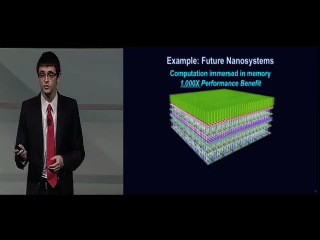 Example: Future Nanosystems
Computation immersed in memory
1,000X Performance Benefit